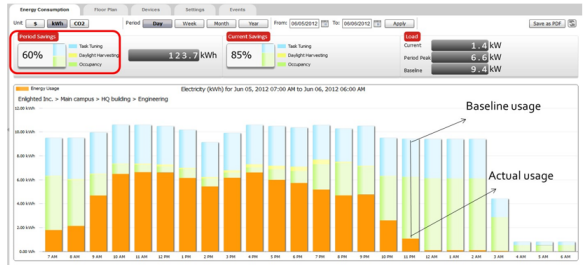 Energy Consumption Floor Plan Devices Settings Events
Unit $ kWh CO2 Period Day Week Month Year From: 06/05/2012 To: 06/06/2012 Apply Save as PDF
Period Savings
60%
Task Tuning
Daylight Harvesting
Occupancy
123.7 kWh
Current Savings
85%
Task Tuning
Daylight Harvesting
Occupancy
Load
Current 1.4 kW
Period Peak 6.6 kW
Baseline 9.4 kW
Energy Usage
Electricity (kWh) for Jun 05, 2012 07:00 AM to Jun 06, 2012 06:00 AM
Enlighted Inc. > Main campus > HQ building > Engineering
12.00 kWh
10.00 kWh
8.00 kWh
6.00 kWh
4.00 kWh
2.00 kWh
Baseline usage
Actual usage
7 AM 8 AM 9 AM 10 AM 11 AM 12 PM 1 PM 2 PM 3 PM 4 PM 5 PM 6 PM 7 PM 8 PM 9 PM 10 PM 11 PM 12 AM 1 AM 2 AM 3 AM 4 AM 5 AM 6 AM